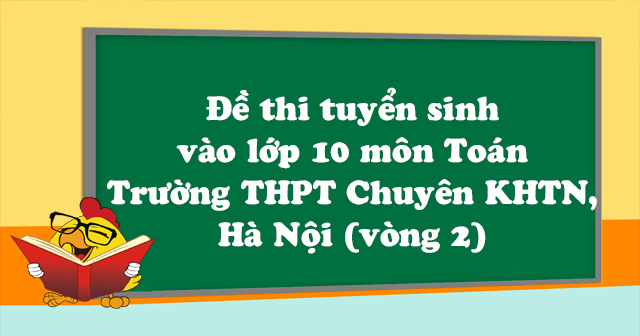 Đề thi tuyển sinh
vào lớp 10 môn Toán
Trường THPT Chuyên KHTN,
Hà Nội (vòng 2)